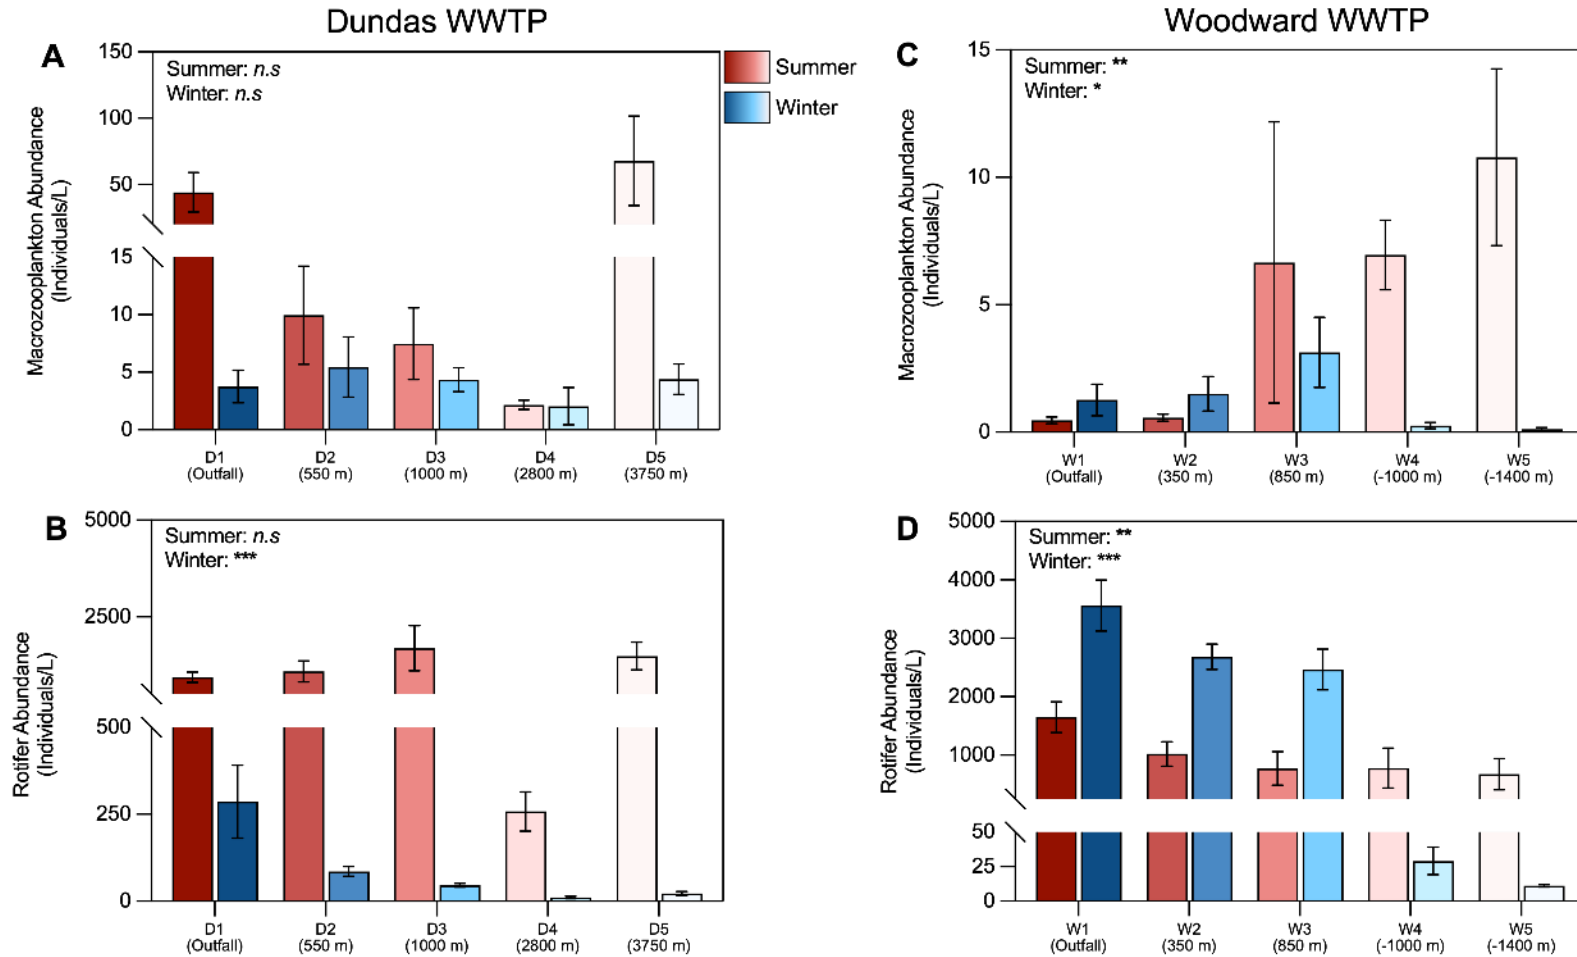 Dundas WWTP
Woodward WWTP
A
Macrozooplankton Abundance
(Individuals/L)
150
100
50
15
10
5
0
Summer: n.s
Winter: n.s
Summer
Winter
D1
(Outfall)
D2
(550 m)
D3
(1000 m)
D4
(2800 m)
D5
(3750 m)
C
Macrozooplankton Abundance
(Individuals/L)
15
10
5
0
Summer: **
Winter: *
W1
(Outfall)
W2
(350 m)
W3
(850 m)
W4
(-1000 m)
W5
(-1400 m)
B
Rotifer Abundance
(Individuals/L)
5000
2500
500
250
0
Summer: n.s
Winter: ***
D1
(Outfall)
D2
(550 m)
D3
(1000 m)
D4
(2800 m)
D5
(3750 m)
D
Rotifer Abundance
(Individuals/L)
5000
4000
3000
2000
1000
50
25
0
Summer: **
Winter: ***
W1
(Outfall)
W2
(350 m)
W3
(850 m)
W4
(-1000 m)
W5
(-1400 m)